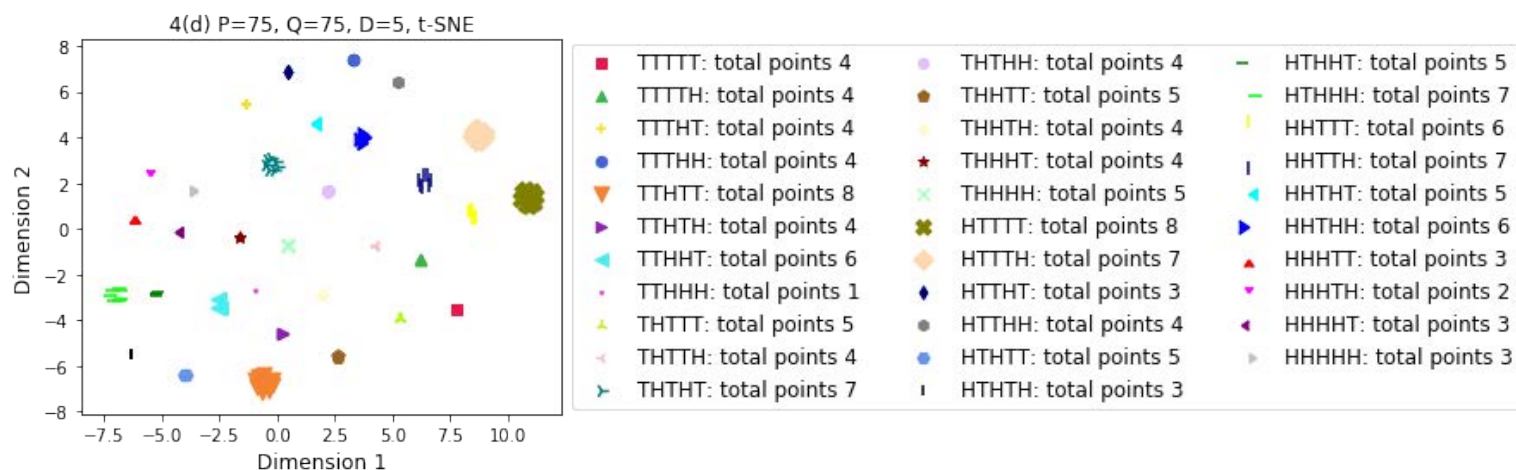 4(d) P=75, Q=75, D=5, t-SNE
8
6
4
2
0
−2
−4
−6
−8
Dimension 2
−7.5 −5.0 −2.5 0.0 2.5 5.0 7.5 10.0
Dimension 1
TTTTT: total points 4
TTTTH: total points 4
TTTHT: total points 4
TTTHH: total points 4
TTHTT: total points 8
TTHTH: total points 4
TTHHT: total points 6
TTHHH: total points 1
THTTT: total points 5
THTTH: total points 4
THTHT: total points 7
THTHH: total points 4
THHTT: total points 5
THHTH: total points 4
THHHT: total points 4
THHHH: total points 5
HTTTT: total points 8
HTTTH: total points 7
HTTHT: total points 3
HTTHH: total points 4
HTHTT: total points 5
HTHTH: total points 3
HTHHT: total points 5
HTHHH: total points 7
HHTTT: total points 6
HHTTH: total points 7
HHTHT: total points 5
HHTHH: total points 6
HHHTT: total points 3
HHHTH: total points 2
HHHHT: total points 3
HHHHH: total points 3